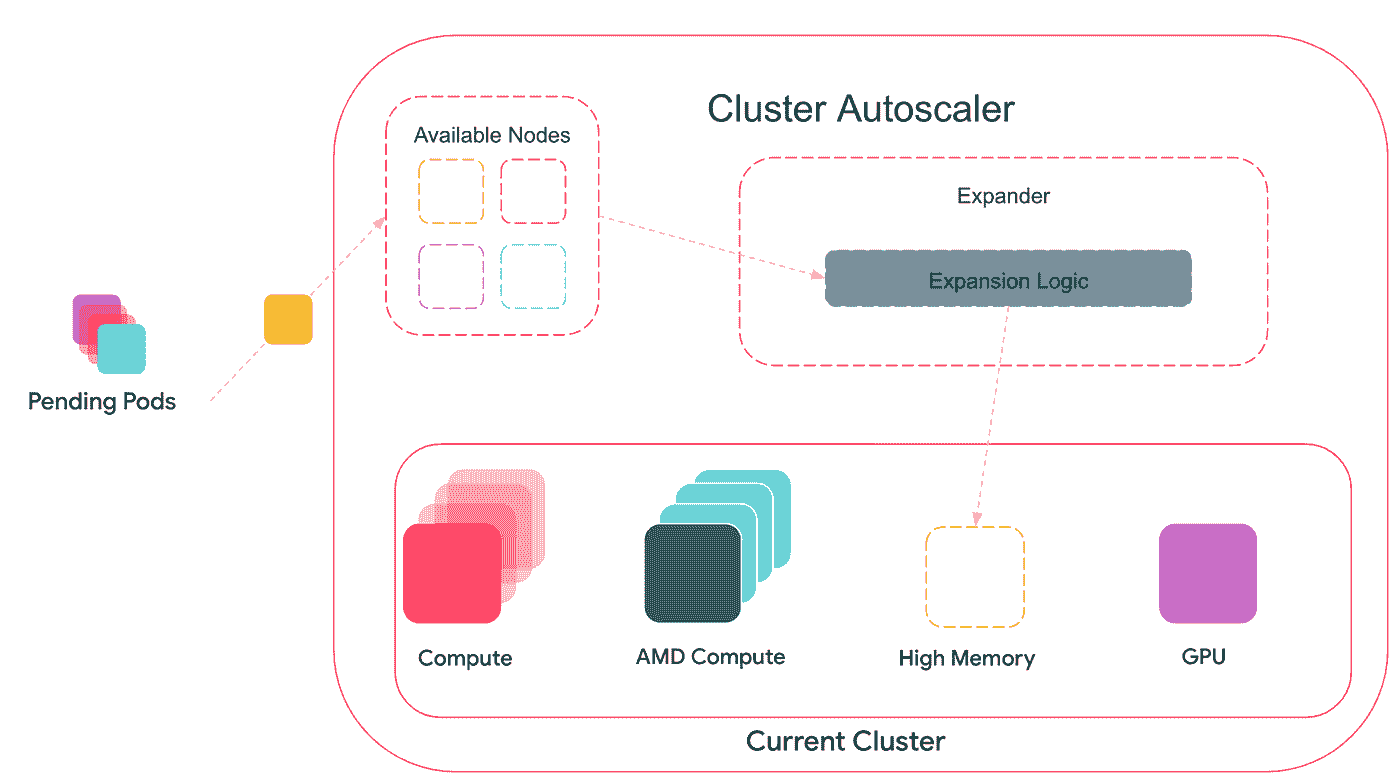 Cluster Autoscaler
Available Nodes
Expander
Expansion Logic
Pending Pods
Compute
AMD Compute
High Memory
GPU
Current Cluster